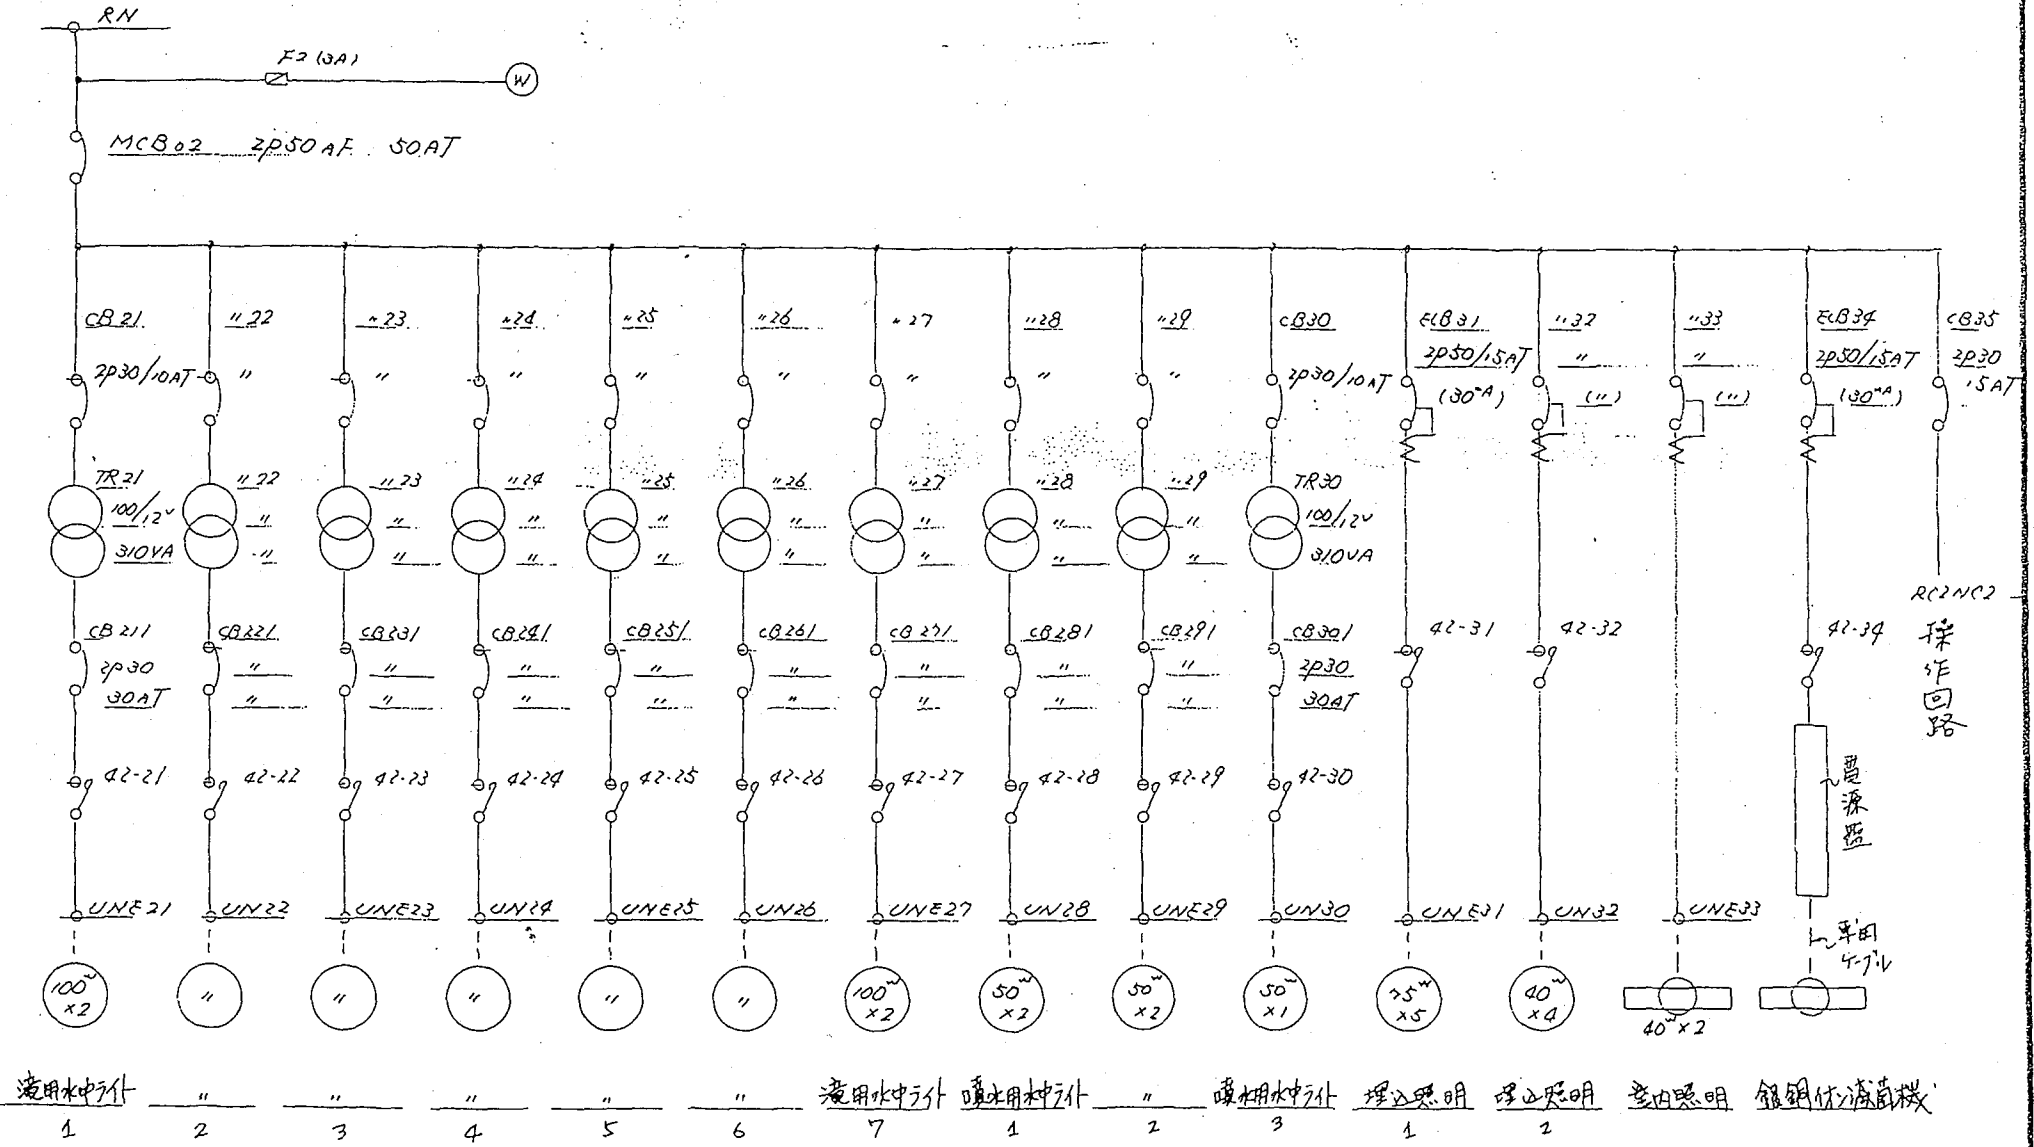 RN
F2 (3A)
W
MCB02 2P50AF 50AT
CB21 〃22 〃23 〃24 〃25 〃26 〃27 〃28 〃29 CB30 ELB31 〃32 〃33 ELB34 CB35
2P30/10AT 〃 〃 〃 〃 〃 〃 〃 〃 2P30/10AT 2P50/15AT 〃 〃 2P50/15AT 2P30
(30mA) (〃) (〃) (30mA) 15AT
TR21 〃22 〃23 〃24 〃25 〃26 〃27 〃28 〃29 TR30
100/12V 〃 〃 〃 〃 〃 〃 〃 〃 100/12V
310VA 〃 〃 〃 〃 〃 〃 〃 〃 310VA
RC2NC2
操作回路
CB211 CB221 CB231 CB241 CB251 CB261 CB271 CB281 CB291 CB301 42-31 42-32 42-34
2P30 〃 〃 〃 〃 〃 〃 〃 〃 2P30
30AT 〃 〃 〃 〃 〃 〃 〃 〃 30AT
42-21 42-22 42-23 42-24 42-25 42-26 42-27 42-28 42-29 42-30
電源盤
UNE21 UN22 UNE23 UN24 UNE25 UN26 UNE27 UN28 UNE29 UN30 UNE31 UN32 UNE33
専用
ケーブル
100W 〃 〃 〃 〃 〃 100W 50W 50W 50W 75W 40W
×2 ×2 ×2 ×2 ×1 ×5 ×4 40W×2
滝用水中ライト 〃 〃 〃 〃 〃 滝用水中ライト 噴水用水中ライト 〃 噴水用水中ライト 埋込照明 埋込照明 室内照明 銀銅イオン滅菌機
1 2 3 4 5 6 7 1 2 3 1 2